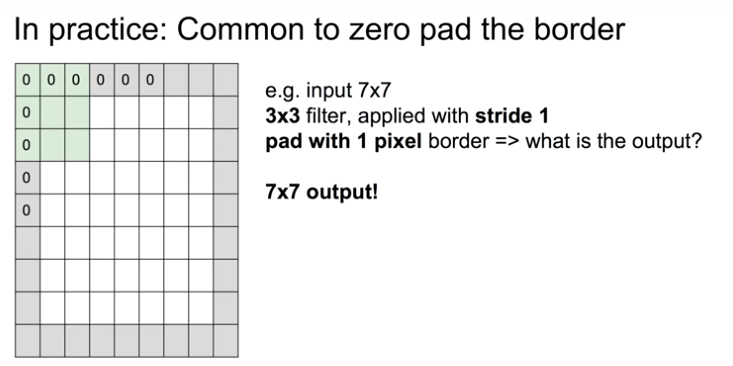 In practice: Common to zero pad the border
0 0 0 0 0 0
0
0
0
0
e.g. input 7x7
3x3 filter, applied with stride 1
pad with 1 pixel border => what is the output?
7x7 output!